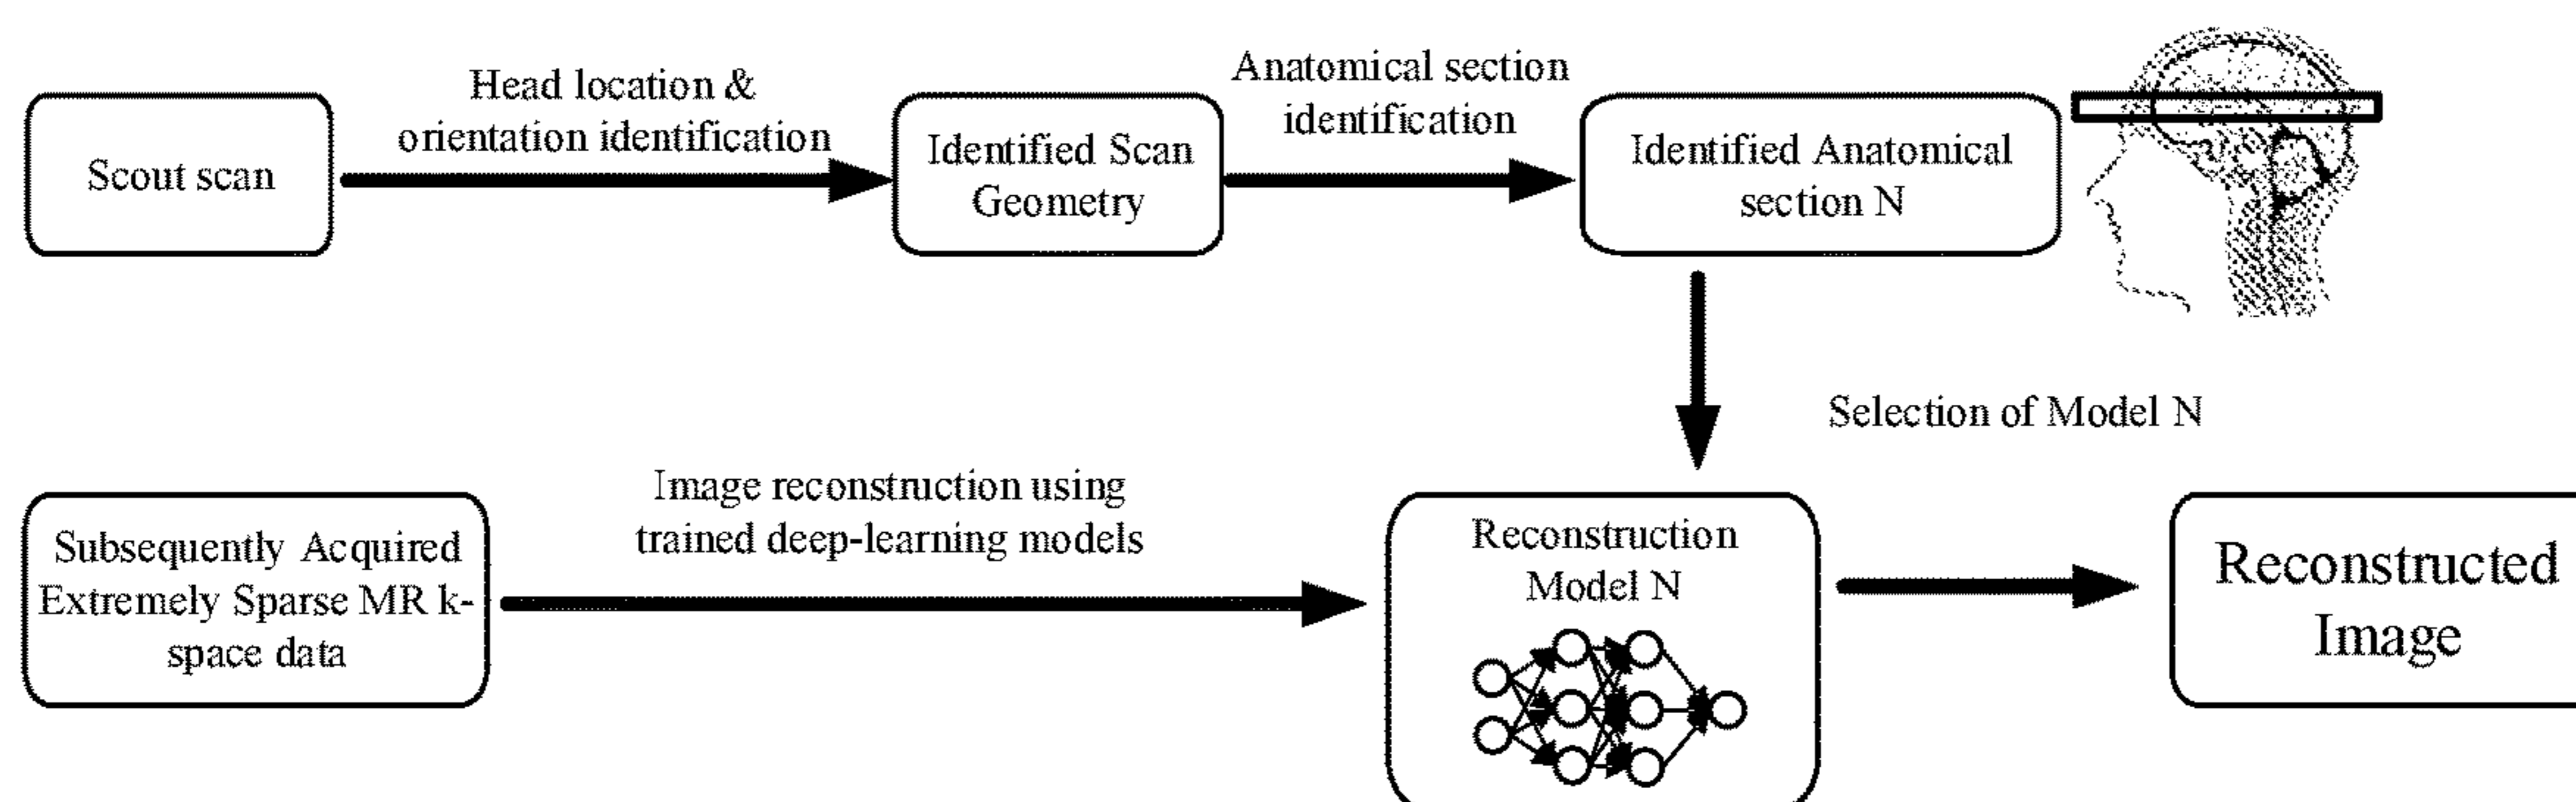 Head location &
orientation identification
Anatomical section
identification
Scout scan
Identified Scan
Geometry
Identified Anatomical
section N
Selection of Model N
Image reconstruction using
trained deep-learning models
Subsequently Acquired
Extremely Sparse MR k-
space data
Reconstruction
Model N
Reconstructed
Image